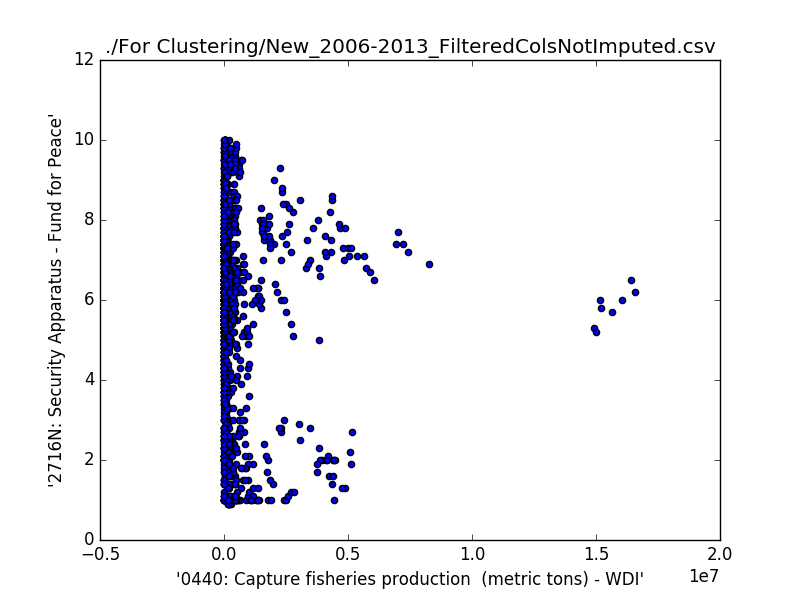 ./For Clustering/New_2006-2013_FilteredColsNotImputed.csv
12
10
8
6
4
2
0
'2716N: Security Apparatus - Fund for Peace'
−0.5 0.0 0.5 1.0 1.5 2.0
1e7
'0440: Capture fisheries production  (metric tons) - WDI'